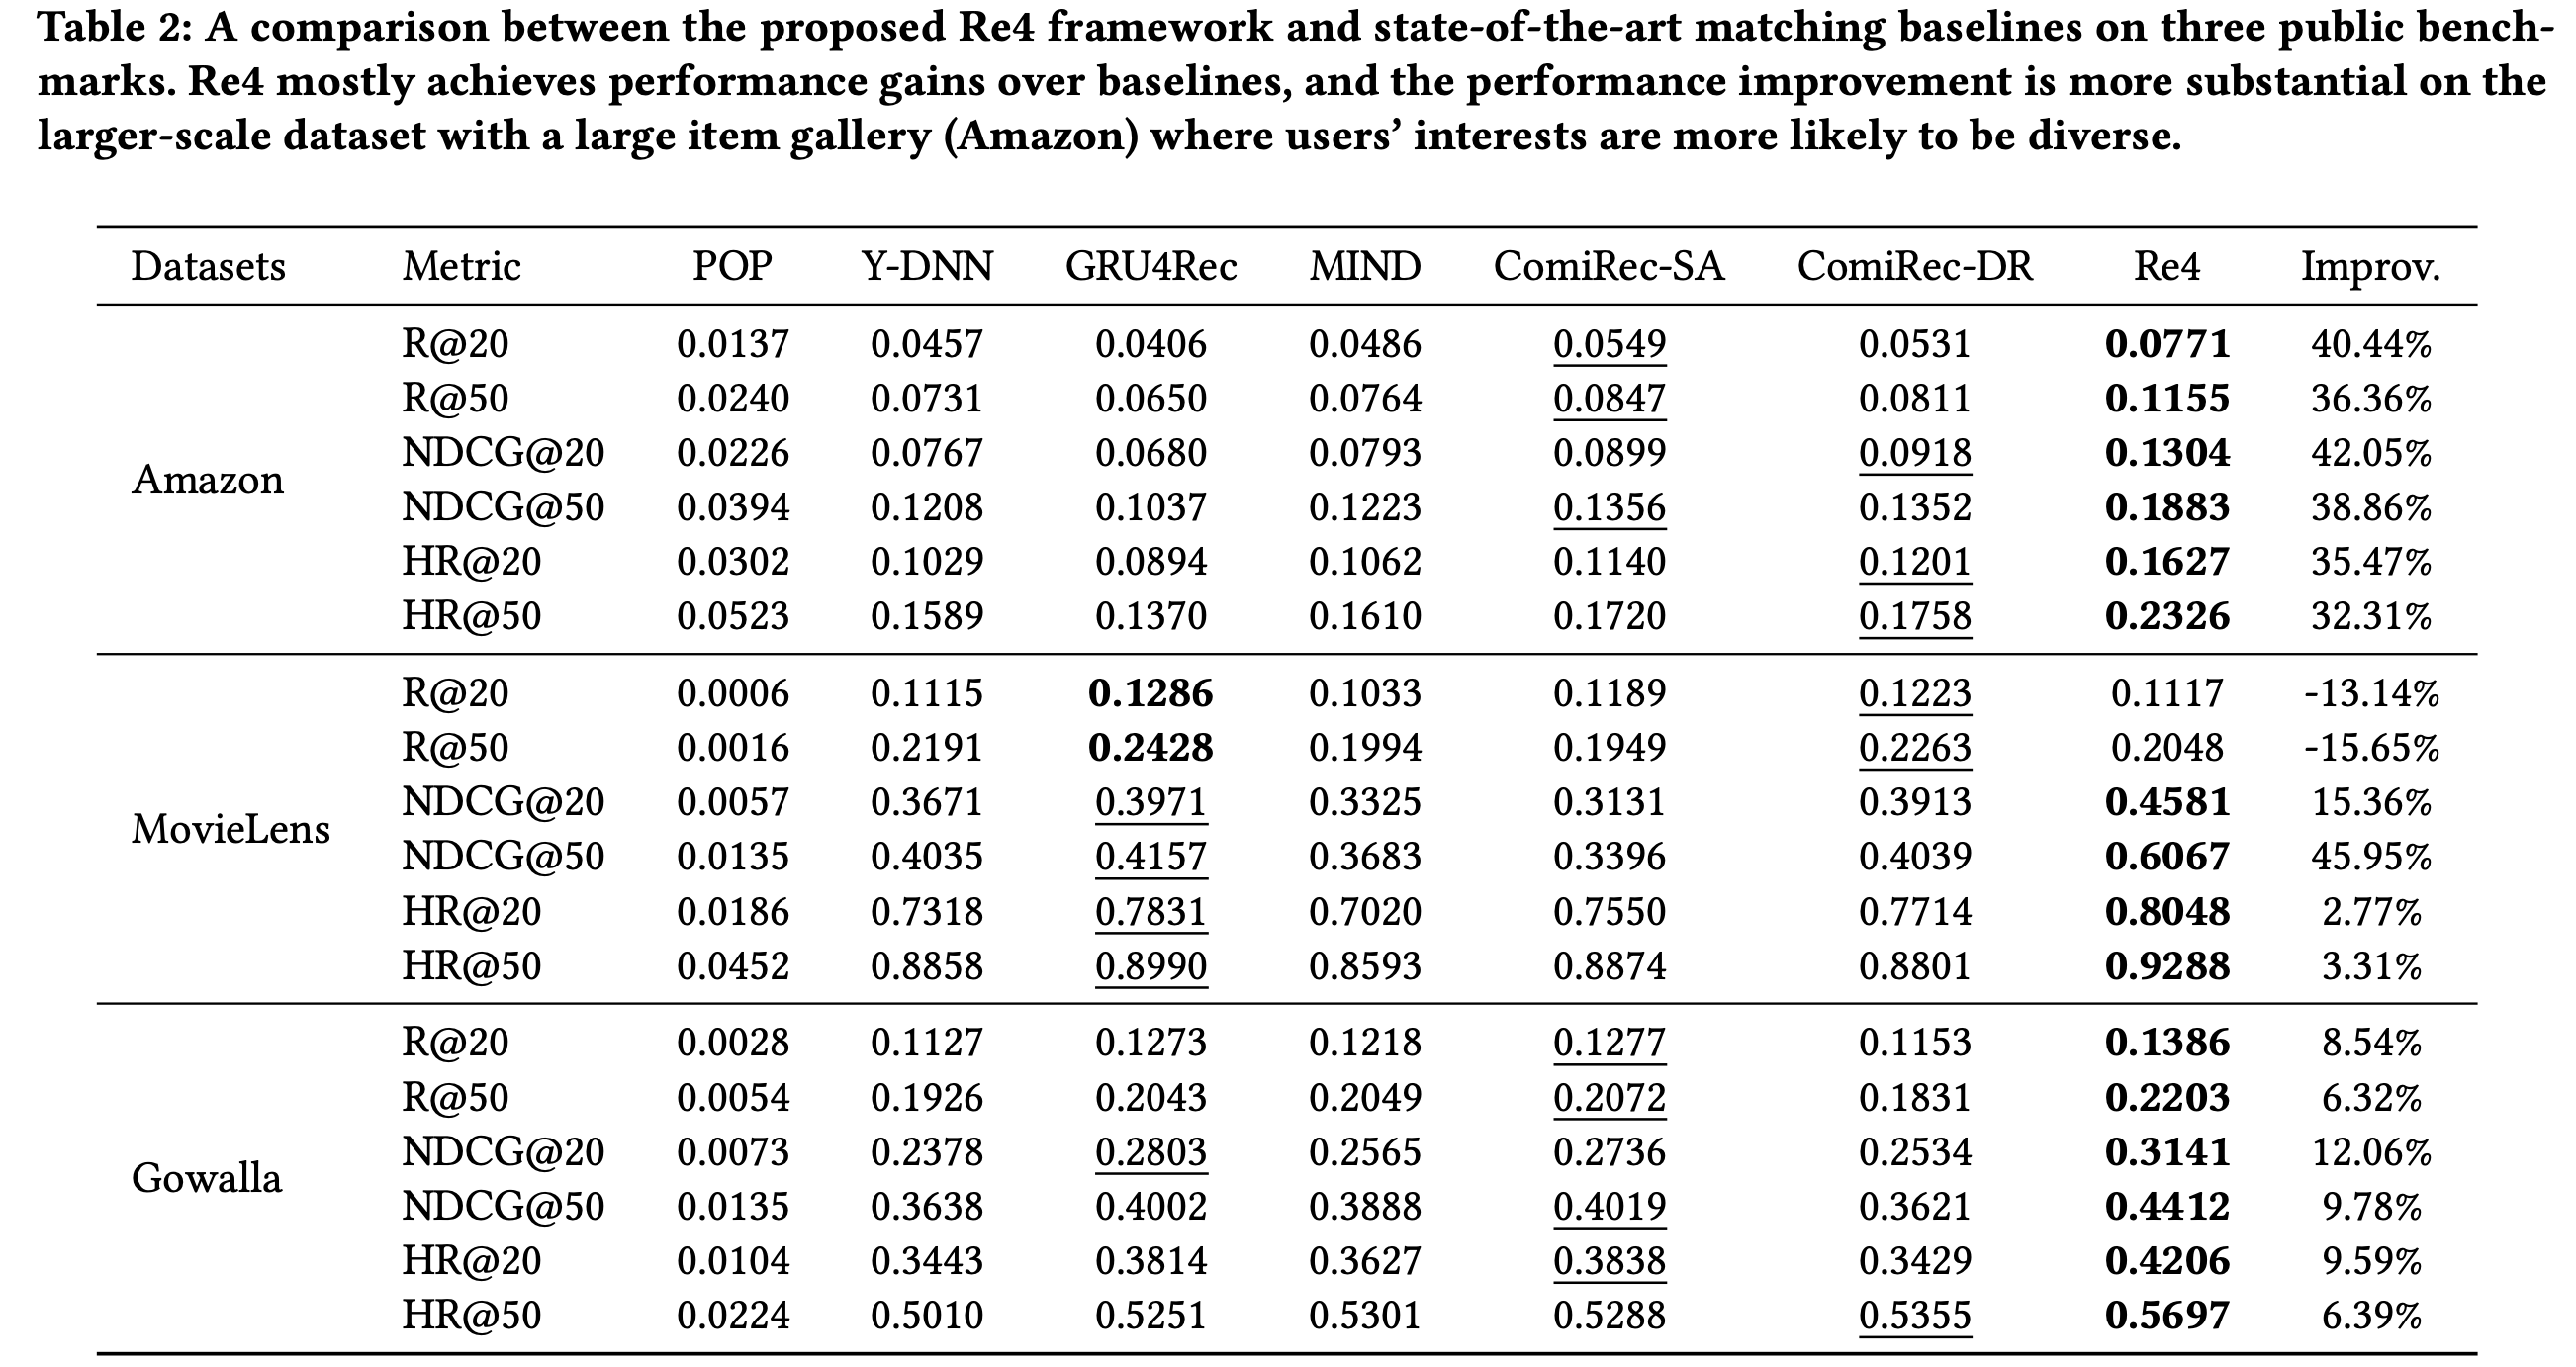 Table 2: A comparison between the proposed Re4 framework and state-of-the-art matching baselines on three public bench-
marks. Re4 mostly achieves performance gains over baselines, and the performance improvement is more substantial on the
larger-scale dataset with a large item gallery (Amazon) where users’ interests are more likely to be diverse.
Datasets Metric POP Y-DNN GRU4Rec MIND ComiRec-SA ComiRec-DR Re4 Improv.
R@20 0.0137 0.0457 0.0406 0.0486 0.0549 0.0531 0.0771 40.44%
R@50 0.0240 0.0731 0.0650 0.0764 0.0847 0.0811 0.1155 36.36%
NDCG@20 0.0226 0.0767 0.0680 0.0793 0.0899 0.0918 0.1304 42.05%
Amazon
NDCG@50 0.0394 0.1208 0.1037 0.1223 0.1356 0.1352 0.1883 38.86%
HR@20 0.0302 0.1029 0.0894 0.1062 0.1140 0.1201 0.1627 35.47%
HR@50 0.0523 0.1589 0.1370 0.1610 0.1720 0.1758 0.2326 32.31%
R@20 0.0006 0.1115 0.1286 0.1033 0.1189 0.1223 0.1117 -13.14%
R@50 0.0016 0.2191 0.2428 0.1994 0.1949 0.2263 0.2048 -15.65%
NDCG@20 0.0057 0.3671 0.3971 0.3325 0.3131 0.3913 0.4581 15.36%
MovieLens
NDCG@50 0.0135 0.4035 0.4157 0.3683 0.3396 0.4039 0.6067 45.95%
HR@20 0.0186 0.7318 0.7831 0.7020 0.7550 0.7714 0.8048 2.77%
HR@50 0.0452 0.8858 0.8990 0.8593 0.8874 0.8801 0.9288 3.31%
R@20 0.0028 0.1127 0.1273 0.1218 0.1277 0.1153 0.1386 8.54%
R@50 0.0054 0.1926 0.2043 0.2049 0.2072 0.1831 0.2203 6.32%
NDCG@20 0.0073 0.2378 0.2803 0.2565 0.2736 0.2534 0.3141 12.06%
Gowalla
NDCG@50 0.0135 0.3638 0.4002 0.3888 0.4019 0.3621 0.4412 9.78%
HR@20 0.0104 0.3443 0.3814 0.3627 0.3838 0.3429 0.4206 9.59%
HR@50 0.0224 0.5010 0.5251 0.5301 0.5288 0.5355 0.5697 6.39%